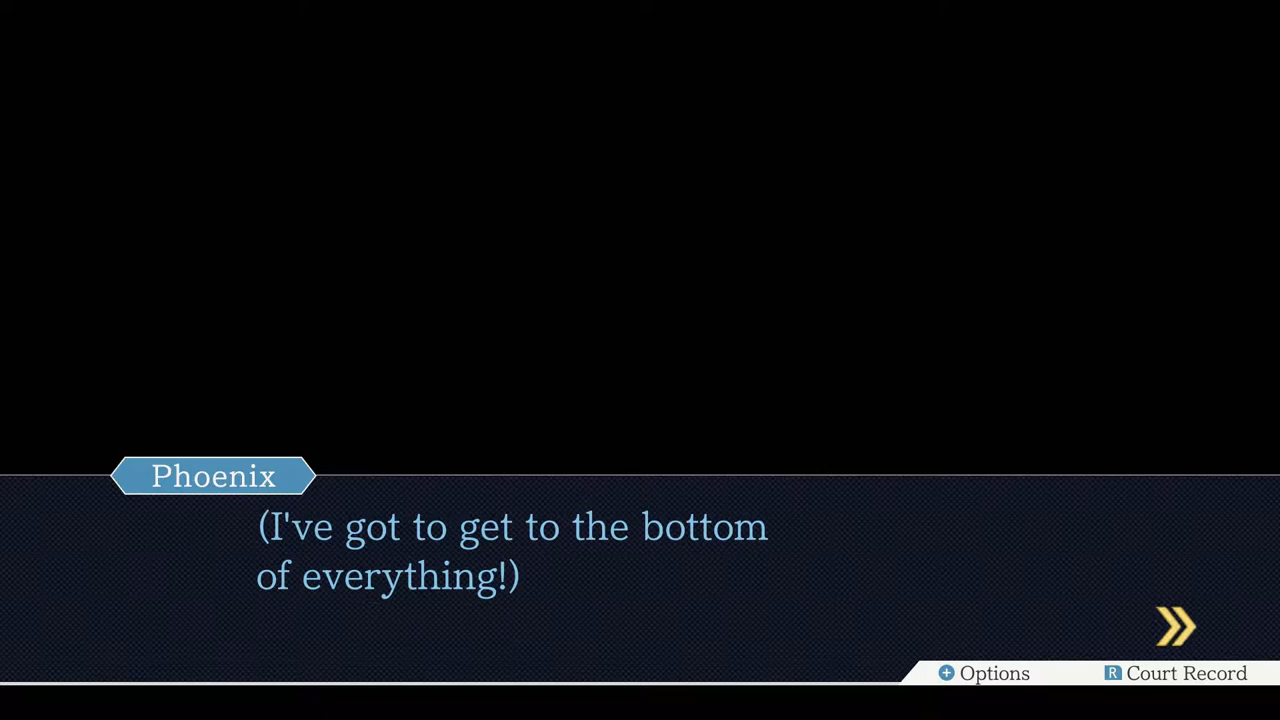 Phoenix
(I've got to get to the bottom
of everything!)
Options
R Court Record